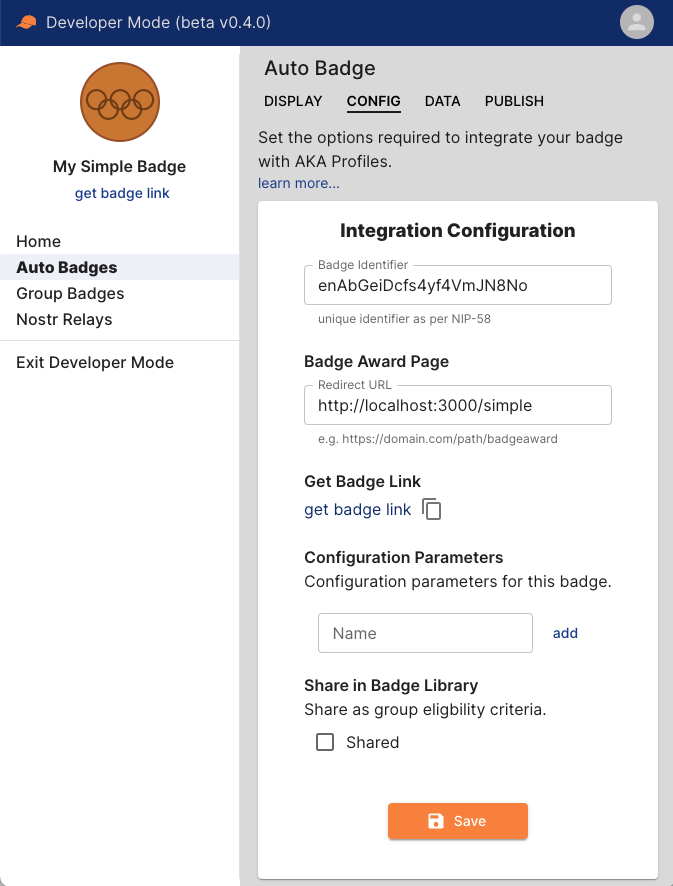 Developer Mode (beta v0.4.0)
My Simple Badge
get badge link
Home
Auto Badges
Group Badges
Nostr Relays
Exit Developer Mode
Auto Badge
DISPLAY CONFIG DATA PUBLISH
Set the options required to integrate your badge
with AKA Profiles.
learn more...
Integration Configuration
Badge Identifier
enAbGeiDcfs4yf4VmJN8No
unique identifier as per NIP-58
Badge Award Page
Redirect URL
http://localhost:3000/simple
e.g. https://domain.com/path/badgeaward
Get Badge Link
get badge link
Configuration Parameters
Configuration parameters for this badge.
Name add
Share in Badge Library
Share as group eligbility criteria.
Shared
Save